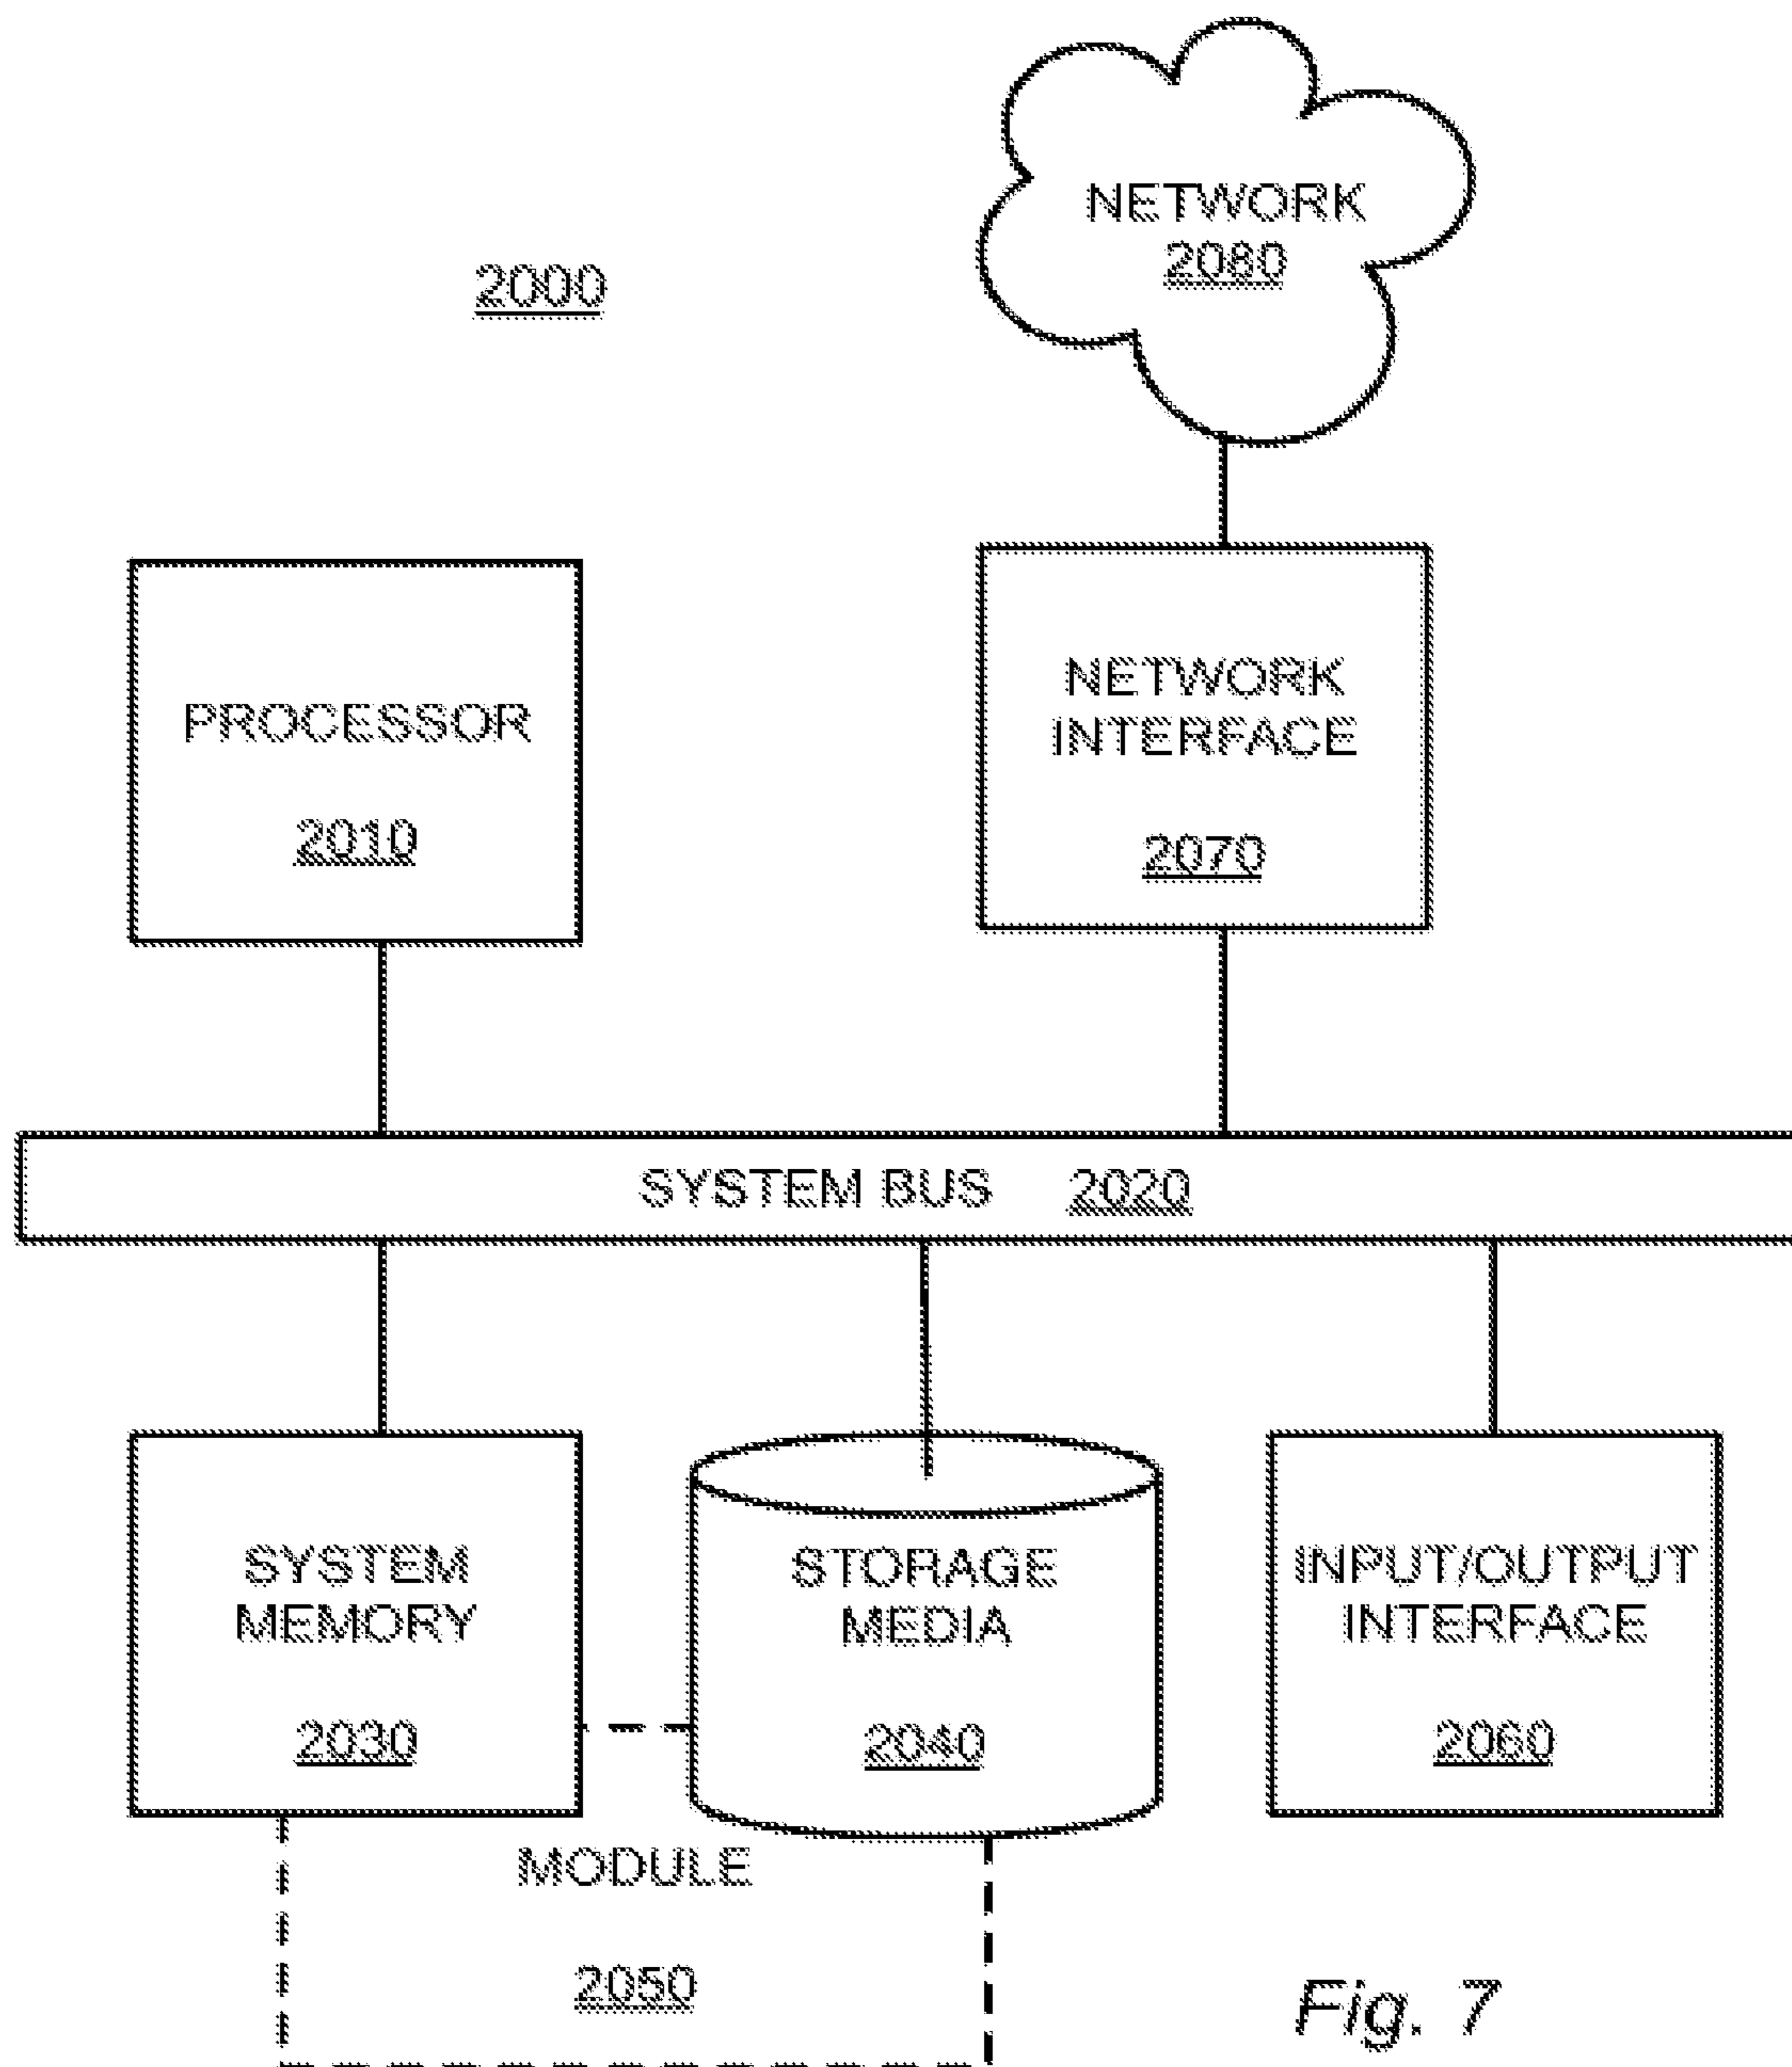 NETWORK
2080
2000
PROCESSOR
2010
NETWORK
INTERFACE
2070
SYSTEM BUS 2020
SYSTEM
MEMORY
2030
STORAGE
MEDIA
2040
INPUT/OUTPUT
INTERFACE
2060
MODULE
2050
Fig. 7